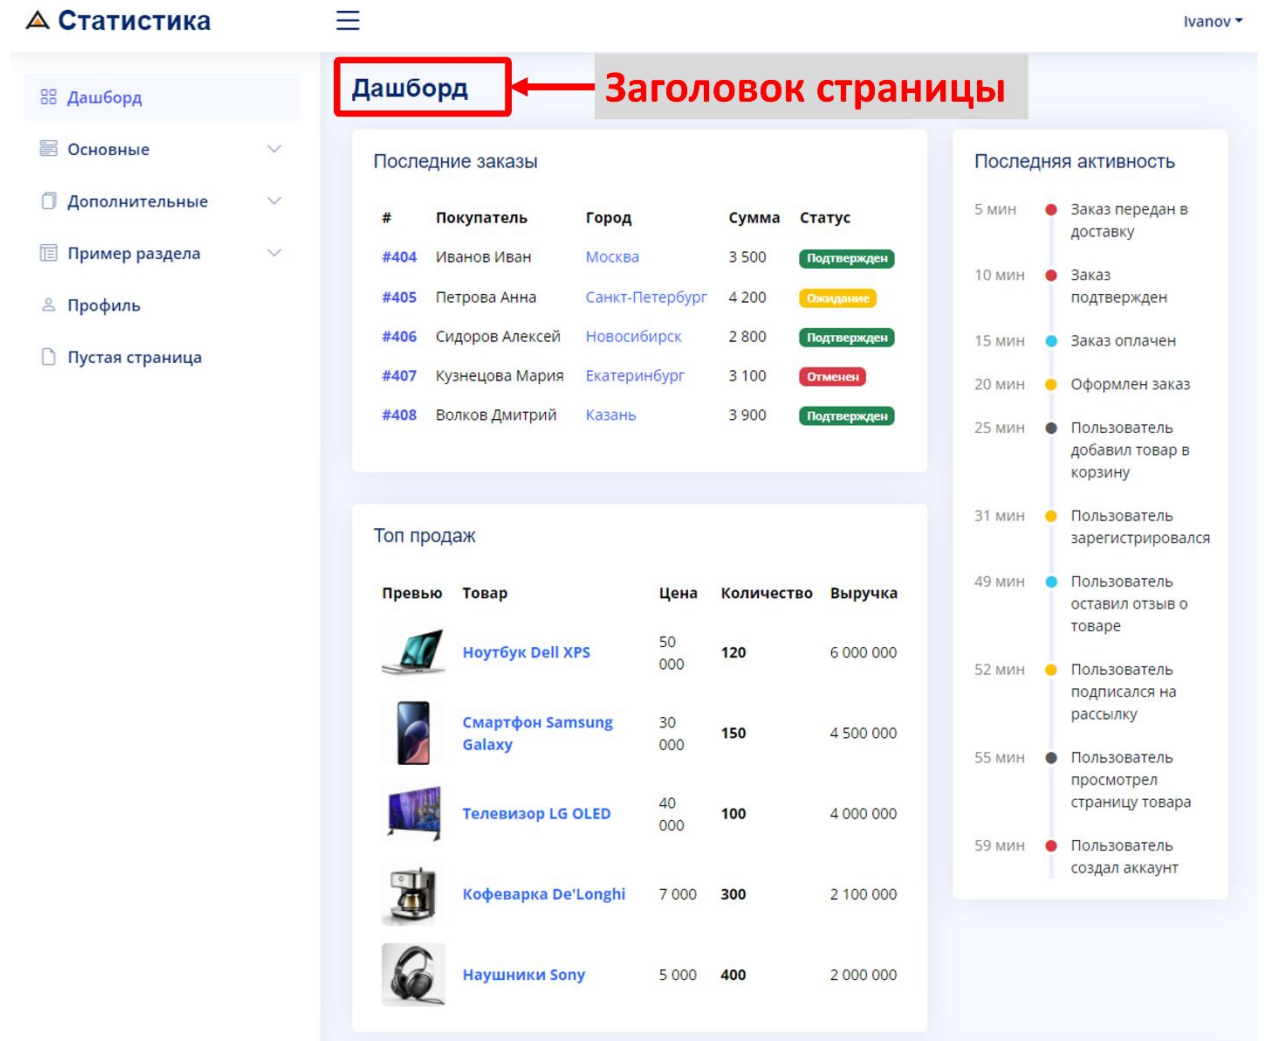 Статистика
Ivanov
Дашборд
Основные
Дополнительные
Пример раздела
Профиль
Пустая страница
Дашборд
Заголовок страницы
Последние заказы
# Покупатель Город Сумма Статус
#404 Иванов Иван Москва 3 500 Подтвержден
#405 Петрова Анна Санкт-Петербург 4 200 Ожидание
#406 Сидоров Алексей Новосибирск 2 800 Подтвержден
#407 Кузнецова Мария Екатеринбург 3 100 Отменен
#408 Волков Дмитрий Казань 3 900 Подтвержден
Топ продаж
Превью Товар Цена Количество Выручка
Ноутбук Dell XPS 50 000 120 6 000 000
Смартфон Samsung Galaxy 30 000 150 4 500 000
Телевизор LG OLED 40 000 100 4 000 000
Кофеварка De'Longhi 7 000 300 2 100 000
Наушники Sony 5 000 400 2 000 000
Последняя активность
5 мин Заказ передан в
доставку
10 мин Заказ
подтвержден
15 мин Заказ оплачен
20 мин Оформлен заказ
25 мин Пользователь
добавил товар в
корзину
31 мин Пользователь
зарегистрировался
49 мин Пользователь
оставил отзыв о
товаре
52 мин Пользователь
подписался на
рассылку
55 мин Пользователь
просмотрел
страницу товара
59 мин Пользователь
создал аккаунт